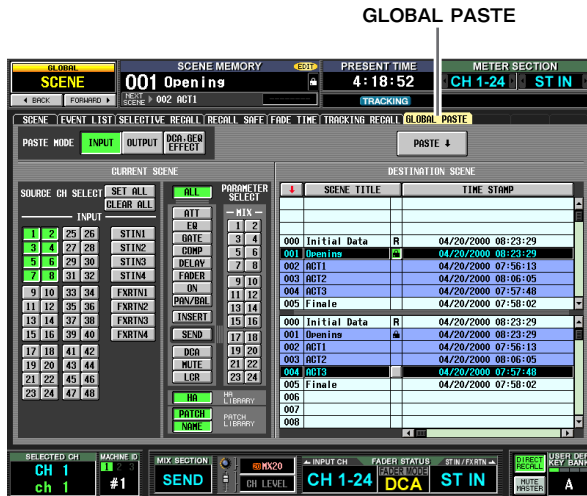 GLOBAL PASTE
GLOBAL SCENE MEMORY EDIT PRESENT TIME METER SECTION
SCENE 001 Opening 4:18:52 CH 1-24 ST IN
BACK FORWARD NEXT SCENE 002 ACT1 TRACKING
SCENE EVENT LIST SELECTIVE RECALL RECALL SAFE FADE TIME TRACKING RECALL GLOBAL PASTE
PASTE MODE INPUT OUTPUT DCA.GEQ EFFECT PASTE
CURRENT SCENE
SOURCE CH SELECT SET ALL
CLEAR ALL
INPUT
1 2 25 26 STIN1
3 4 27 28 STIN2
5 6 29 30 STIN3
7 8 31 32 STIN4
9 10 33 34 FXRTN1
11 12 35 36 FXRTN2
13 14 37 38 FXRTN3
15 16 39 40 FXRTN4
17 18 41 42
19 20 43 44
21 22 45 46
23 24 47 48
ALL PARAMETER SELECT
ATT
EQ
GATE
COMP
DELAY
FADER
ON
PAN/BAL
INSERT
SEND
DCA
MUTE
LCR
MIX
1 2
3 4
5 6
7 8
9 10
11 12
13 14
15 16
17 18
19 20
21 22
23 24
HA HA LIBRARY
PATCH NAME PATCH LIBRARY
DESTINATION SCENE
SCENE TITLE TIME STAMP
000 Initial Data R 04/20/2000 08:23:29
001 Opening 04/20/2000 08:23:29
002 ACT1 04/20/2000 07:56:13
003 ACT2 04/20/2000 08:06:05
004 ACT3 04/20/2000 07:57:48
005 Finale 04/20/2000 07:58:02
000 Initial Data R 04/20/2000 08:23:29
001 Opening 04/20/2000 08:23:29
002 ACT1 04/20/2000 07:56:13
003 ACT2 04/20/2000 08:06:05
004 ACT3 04/20/2000 07:57:48
005 Finale 04/20/2000 07:58:02
006
007
008
SELECTED CH MACHINE ID MIX SECTION MX20 INPUT CH FADER STATUS ST IN/FXRTN DIRECT RECALL USER DEF KEY BANK
CH 1 1 2 3 SEND CH LEVEL CH 1-24 FADER MODE DCA ST IN MUTE MASTER A
ch 1 #1